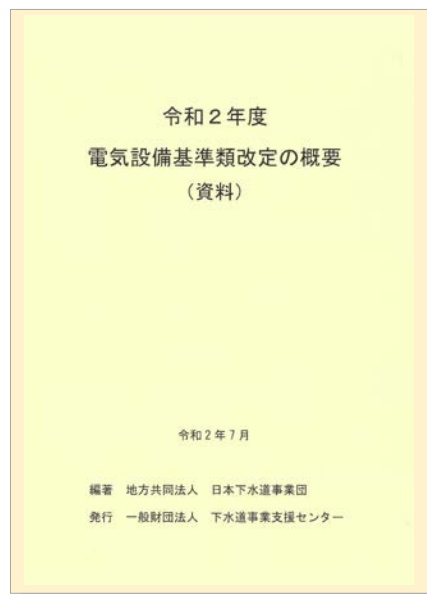 令和２年度
電気設備基準類改定の概要
（資料）
令和２年７月
編著　地方共同法人　日本下水道事業団
発行　一般財団法人　下水道事業支援センター